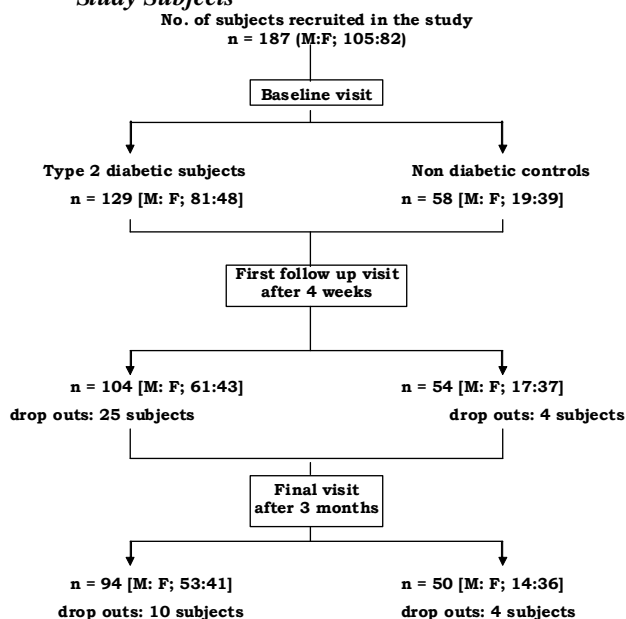 Study Subjects
No. of subjects recruited in the study
n = 187 (M:F; 105:82)
Baseline visit
Type 2 diabetic subjects
n = 129 [M: F; 81:48]
Non diabetic controls
n = 58 [M: F; 19:39]
First follow up visit
after 4 weeks
n = 104 [M: F; 61:43]
drop outs: 25 subjects
n = 54 [M: F; 17:37]
drop outs: 4 subjects
Final visit
after 3 months
n = 94 [M: F; 53:41]
drop outs: 10 subjects
n = 50 [M: F; 14:36]
drop outs: 4 subjects